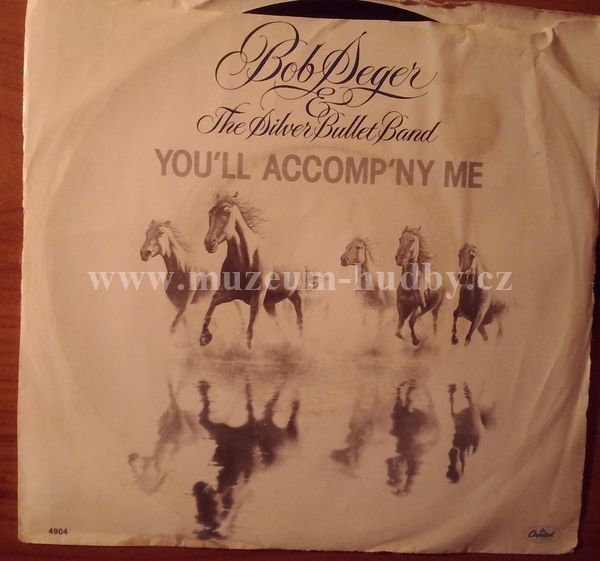 Bob Seger
&
The Silver Bullet Band
YOU'LL ACCOMP'NY ME
www.muzeum-hudby.cz
4904
Capitol